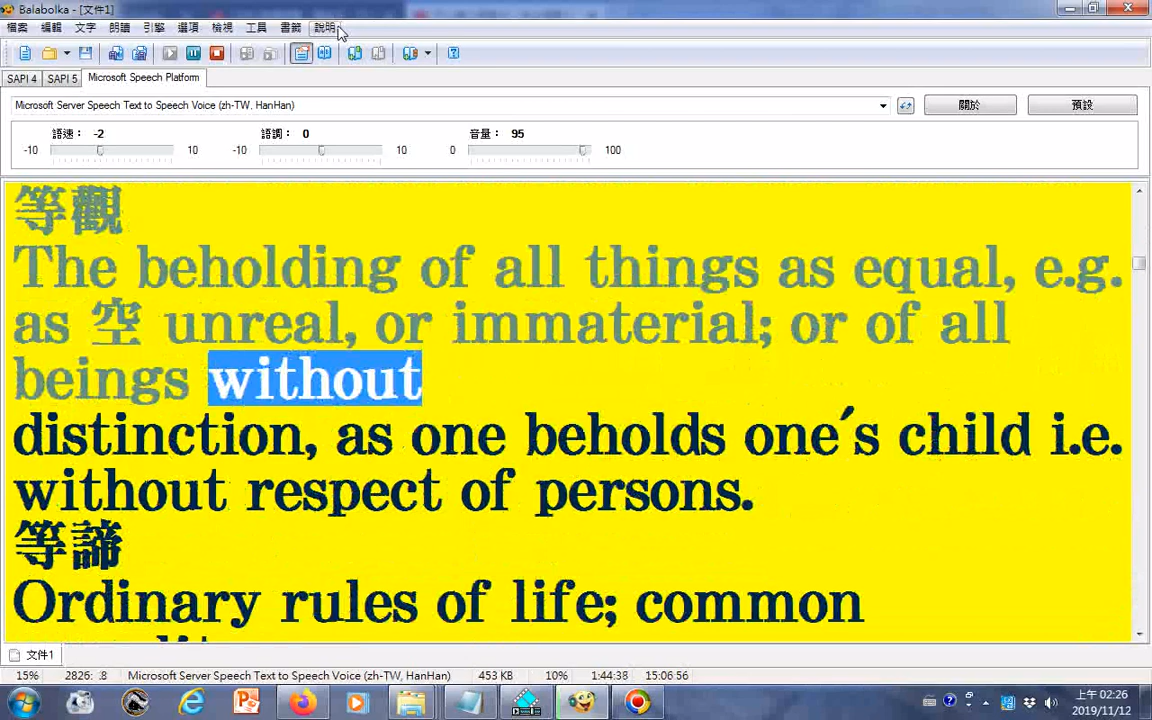 Balabolka - [文件1]
檔案 編輯 文字 朗讀 引擎 選項 檢視 工具 書籤 說明
SAPI 4 SAPI 5 Microsoft Speech Platform
Microsoft Server Speech Text to Speech Voice (zh-TW, HanHan) 關於 預設
語速： -2 語調： 0 音量： 95
-10 10 -10 10 0 100
等觀
The beholding of all things as equal, e.g.
as 空 unreal, or immaterial; or of all
beings without
distinction, as one beholds one's child i.e.
without respect of persons.
等諦
Ordinary rules of life; common
文件1
15% 2826: 8 Microsoft Server Speech Text to Speech Voice (zh-TW, HanHan) 453 KB 10% 1:44:38 15:06:56
上午 02:26
2019/11/12